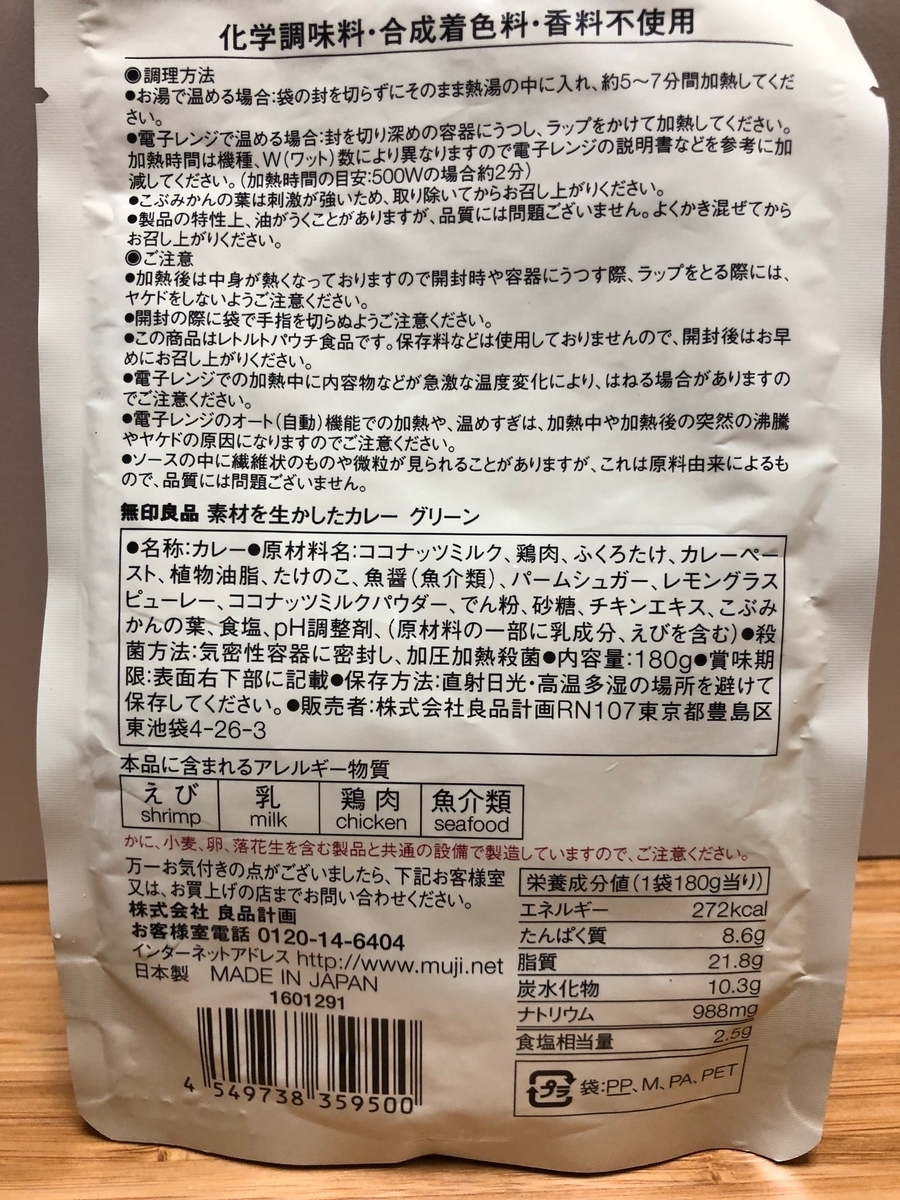 化学調味料・合成着色料・香料不使用
◉調理方法
●お湯で温める場合:袋の封を切らずにそのまま熱湯の中に入れ、約5〜7分間加熱してくだ
さい。
●電子レンジで温める場合:封を切り深めの容器にうつし、ラップをかけて加熱してください。
加熱時間は機種、W(ワット)数により異なりますので電子レンジの説明書などを参考に加
減してください。(加熱時間の目安:500Wの場合約2分)
●こぶみかんの葉は刺激が強いため、取り除いてからお召し上がりください。
●製品の特性上、油がうくことがありますが、品質には問題ございません。よくかき混ぜてから
お召し上がりください。
◉ご注意
●加熱後は中身が熱くなっておりますので開封時や容器にうつす際、ラップをとる際には、
ヤケドをしないようご注意ください。
●開封の際に袋で手指を切らぬようご注意ください。
●この商品はレトルトパウチ食品です。保存料などは使用しておりませんので、開封後はお早
めにお召し上がりください。
●電子レンジでの加熱中に内容物などが急激な温度変化により、はねる場合がありますの
でご注意ください。
●電子レンジのオート(自動)機能での加熱や、温めすぎは、加熱中や加熱後の突然の沸騰
やヤケドの原因になりますのでご注意ください。
●ソースの中に繊維状のものや微粒が見られることがありますが、これは原料由来によるも
ので、品質には問題ございません。
無印良品 素材を生かしたカレー グリーン
●名称:カレー●原材料名:ココナッツミルク、鶏肉、ふくろたけ、カレーペー
スト、植物油脂、たけのこ、魚醤(魚介類)、パームシュガー、レモングラス
ピューレー、ココナッツミルクパウダー、でん粉、砂糖、チキンエキス、こぶみ
かんの葉、食塩、pH調整剤、(原材料の一部に乳成分、えびを含む)●殺
菌方法:気密性容器に密封し、加圧加熱殺菌●内容量:180g●賞味期
限:表面右下部に記載●保存方法:直射日光・高温多湿の場所を避けて
保存してください。●販売者:株式会社良品計画RN107東京都豊島区
東池袋4-26-3
本品に含まれるアレルギー物質
えび 乳 鶏肉 魚介類
shrimp milk chicken seafood
かに、小麦、卵、落花生を含む製品と共通の設備で製造していますので、ご注意ください。
万一お気付きの点がございましたら、下記お客様室
又は、お買上げの店までお問い合わせください。
株式会社 良品計画
お客様室電話 0120-14-6404
インターネットアドレス http://www.muji.net
日本製 MADE IN JAPAN
1601291
4 549738 359500
栄養成分値(1袋180g当り)
エネルギー 272kcal
たんぱく質 8.6g
脂質 21.8g
炭水化物 10.3g
ナトリウム 988mg
食塩相当量 2.5g
プラ 袋:PP、M、PA、PET